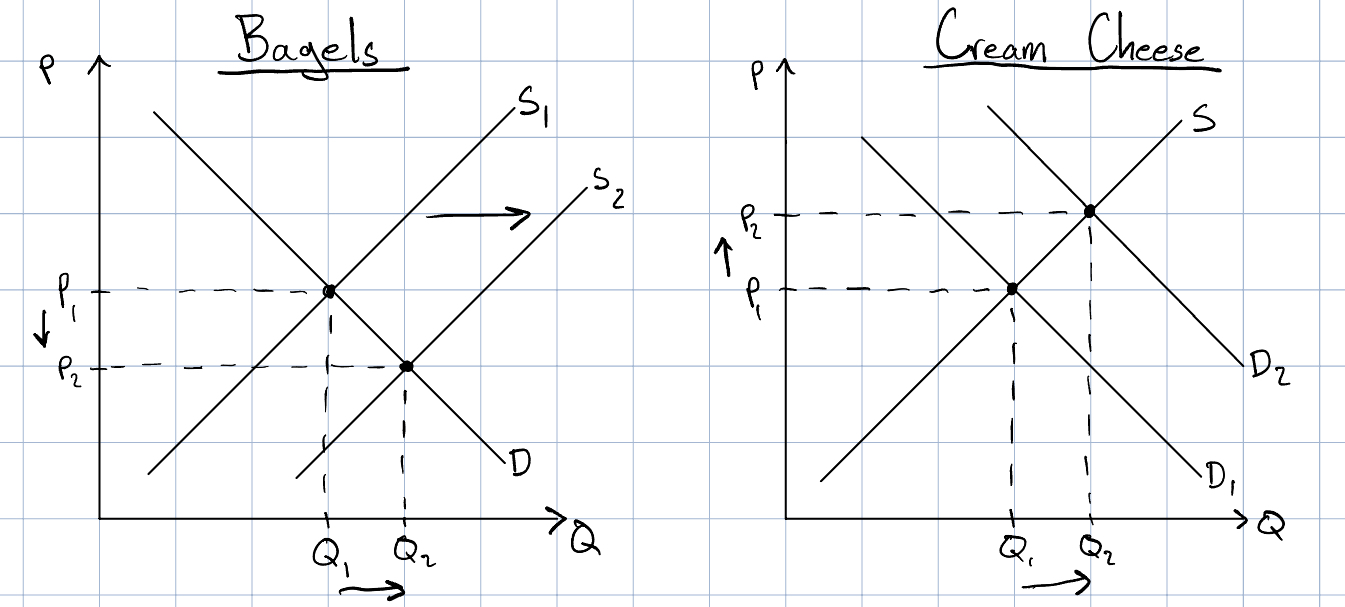 Bagels
P
S₁
S₂
P₁
P₂
D
Q
Q₁
Q₂
Cream Cheese
P
S
P₂
P₁
D₂
D₁
Q
Q₁
Q₂